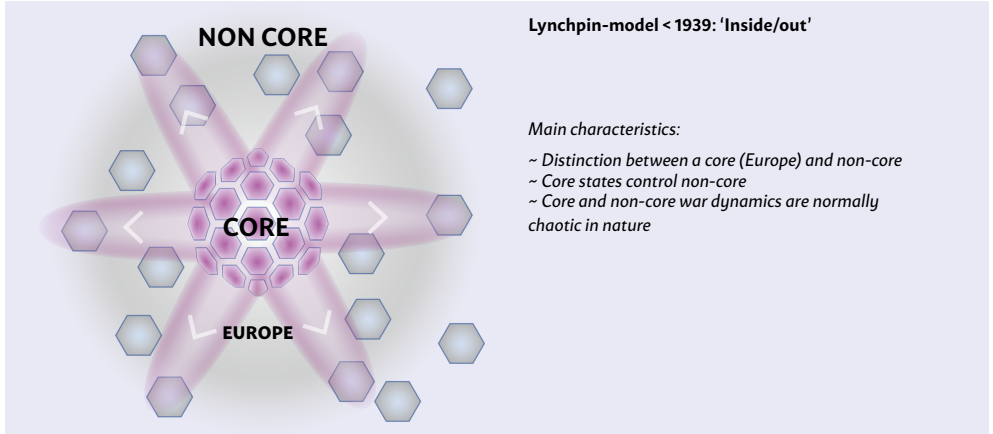 NON CORE
CORE
EUROPE
Lynchpin-model < 1939: ‘Inside/out’
Main characteristics:
~ Distinction between a core (Europe) and non-core
~ Core states control non-core
~ Core and non-core war dynamics are normally
chaotic in nature